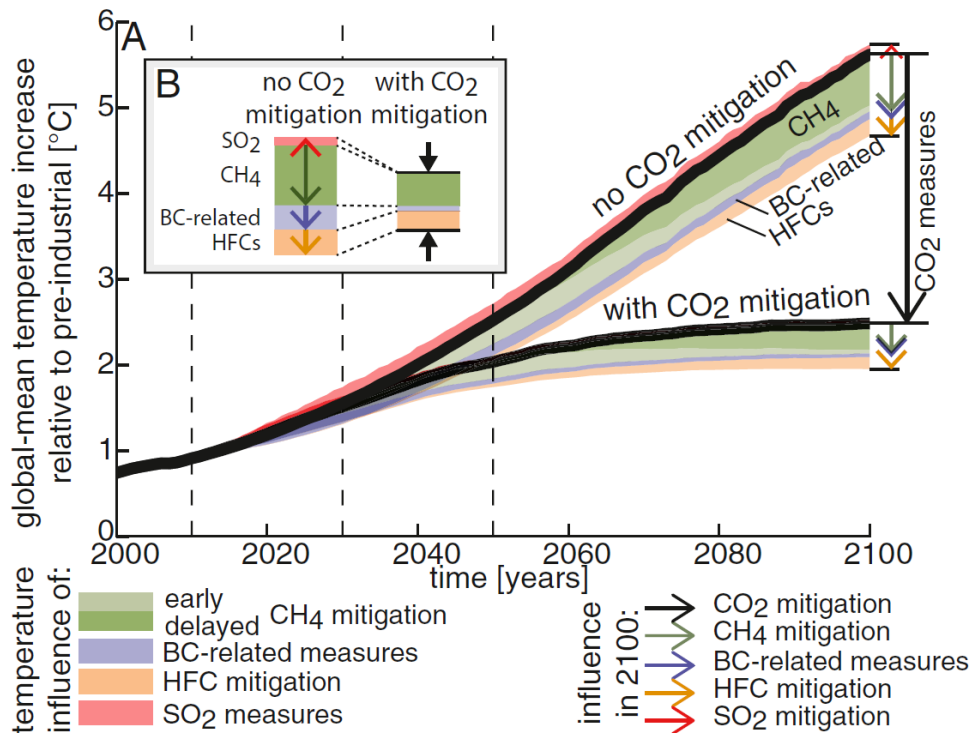 global-mean temperature increase
relative to pre-industrial [°C]
6
5
4
3
2
1
0
A
B
no CO2
mitigation
with CO2
mitigation
SO2
CH4
BC-related
HFCs
no CO2 mitigation
CH4
BC-related
HFCs
CO2 measures
with CO2 mitigation
2000
2020
2040
2060
2080
2100
time [years]
temperature
influence of:
early
delayed
CH4 mitigation
BC-related measures
HFC mitigation
SO2 measures
influence
in 2100:
CO2 mitigation
CH4 mitigation
BC-related measures
HFC mitigation
SO2 mitigation